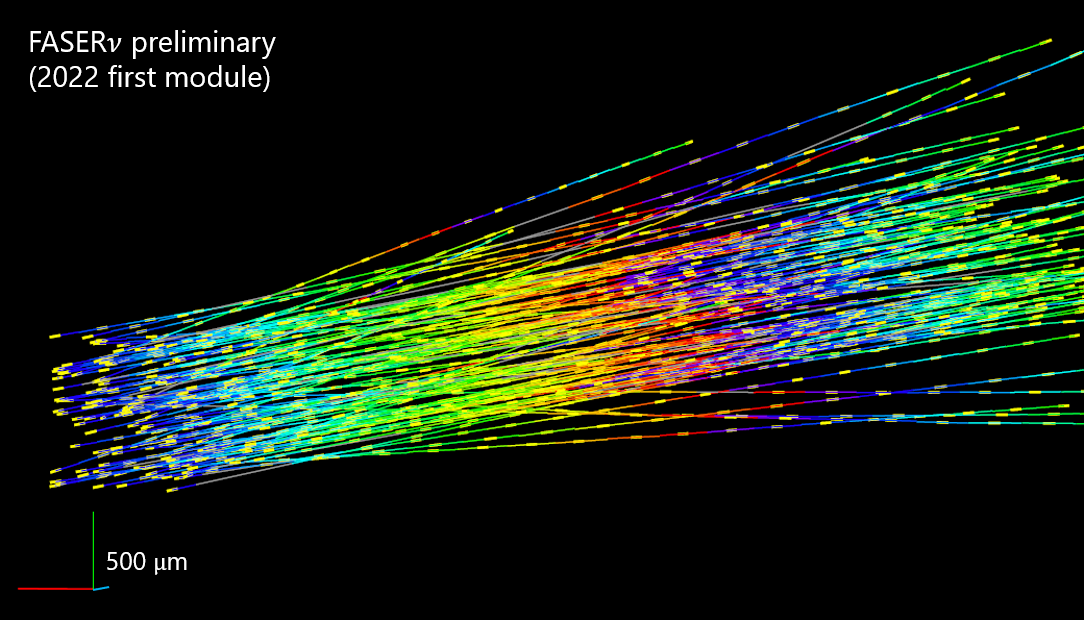 FASERν preliminary
(2022 first module)
500 μm